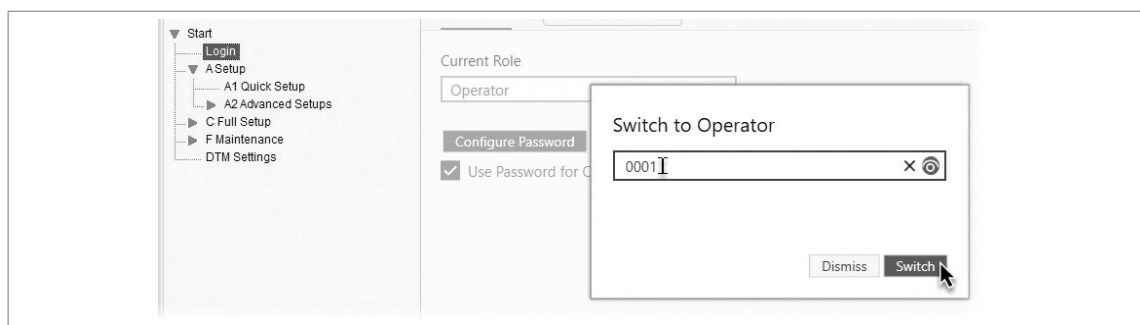 Start
Login
A Setup
A1 Quick Setup
A2 Advanced Setups
C Full Setup
F Maintenance
DTM Settings
Current Role
Operator
Configure Password
Use Password for
Switch to Operator
0001
Dismiss Switch